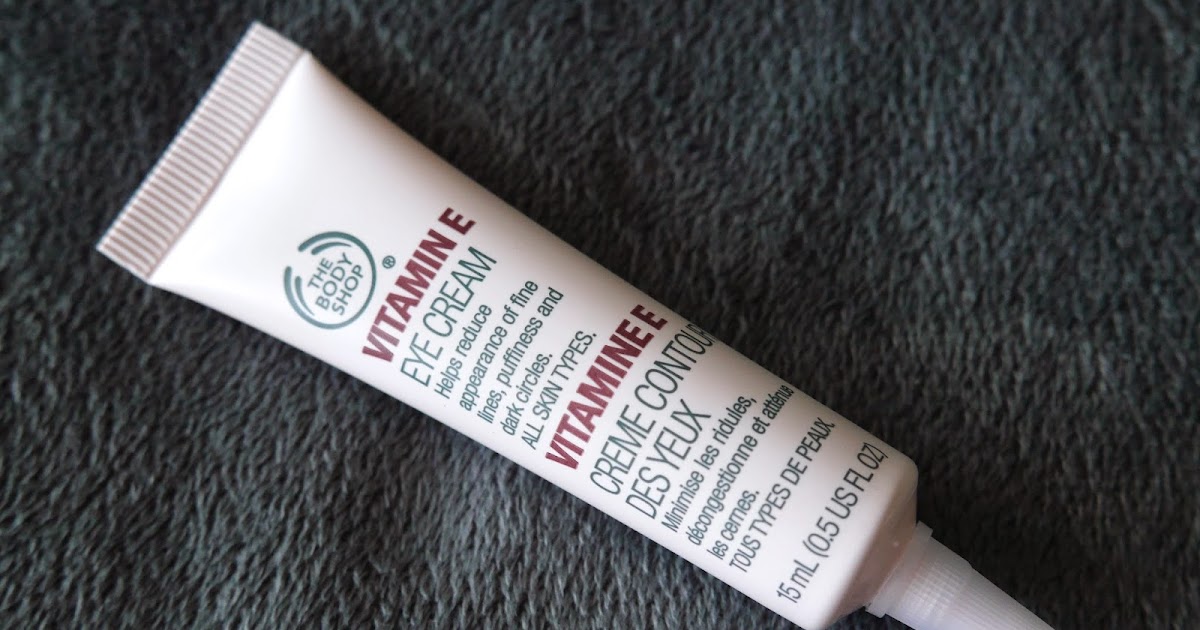 THE
BODY
SHOP
®
VITAMIN E
EYE CREAM
Helps reduce
appearance of fine
lines, puffiness and
dark circles.
ALL SKIN TYPES.
VITAMINE E
CREME CONTOUR
DES YEUX
Minimise les ridules,
décongestionne et atténue
les cernes.
TOUS TYPES DE PEAUX.
15 mL (0.5 US FL OZ)